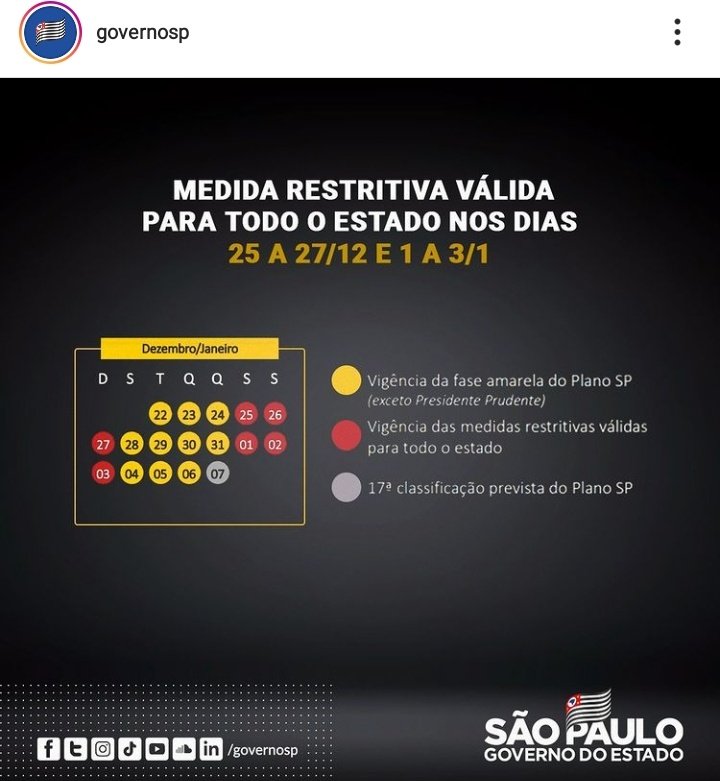 governosp
MEDIDA RESTRITIVA VÁLIDA
PARA TODO O ESTADO NOS DIAS
25 A 27/12 E 1 A 3/1
Dezembro/Janeiro
D S T Q Q S S
22 23 24 25 26
27 28 29 30 31 01 02
03 04 05 06 07
Vigência da fase amarela do Plano SP
(exceto Presidente Prudente)
Vigência das medidas restritivas válidas
para todo o estado
17ª classificação prevista do Plano SP
/governosp
SÃO PAULO
GOVERNO DO ESTADO